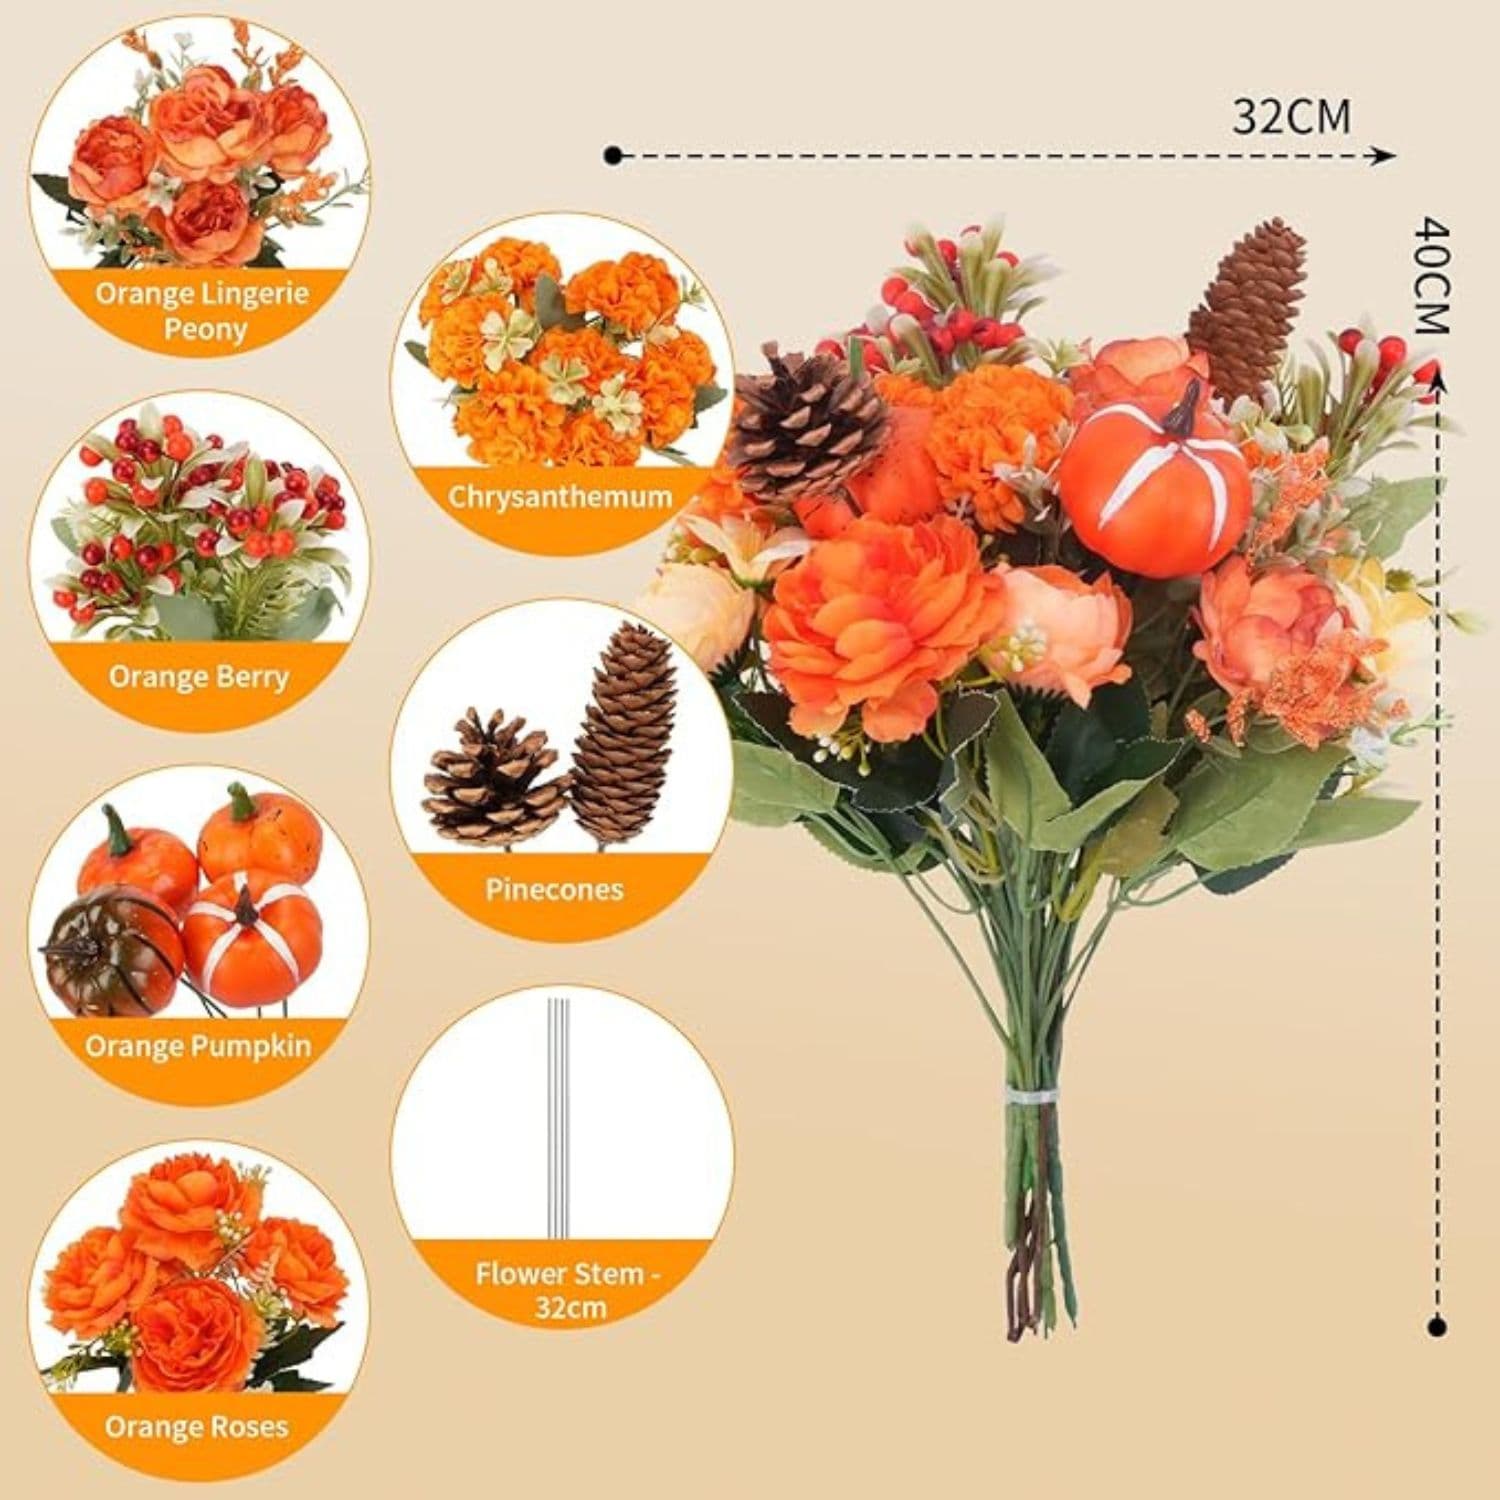 32CM
40CM
Orange Lingerie
Peony
Chrysanthemum
Orange Berry
Pinecones
Orange Pumpkin
Flower Stem -
32cm
Orange Roses